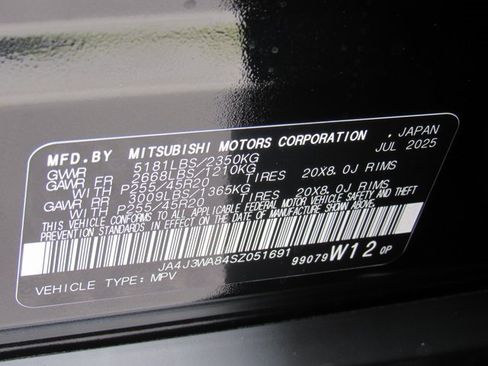 MFD.BY MITSUBISHI MOTORS CORPORATION . JAPAN
GVWR 5181LBS/2350KG JUL 2025
GAWR FR 2668LBS/1210KG
WITH P255/45R20 TIRES 20X8.0J RIMS
GAWR RR 3009LBS/1365KG
WITH P255/45R20 TIRES 20X8.0J RIMS
THIS VEHICLE CONFORMS TO ALL APPLICABLE FEDERAL MOTOR VEHICLE SAFETY AND THEFT
PREVENTION STANDARDS IN EFFECT ON THE DATE OF MANUFACTURE SHOWN ABOVE.
JA4J3WA84SZ051691
VEHICLE TYPE: MPV 99079 W12 0P